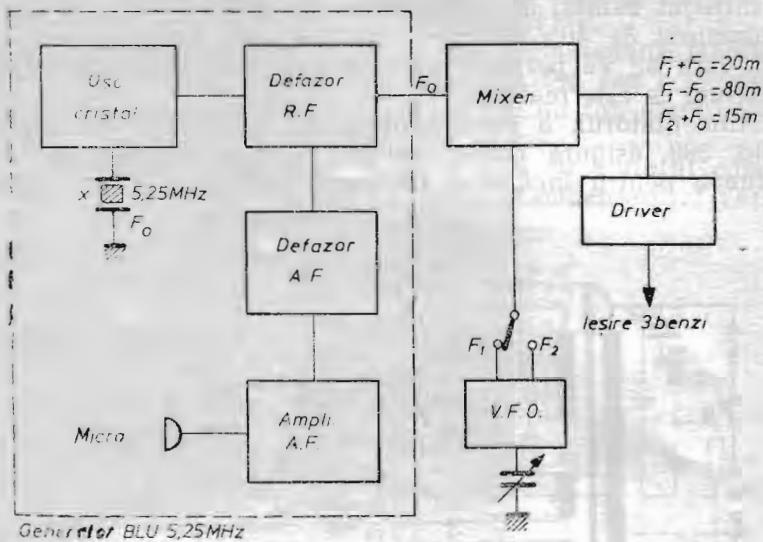 Osc.
cristal
Defazor
R.F
F₀
Mixer
F₁+F₀=20m
F₁-F₀=80m
F₂+F₀=15m
x 5,25MHz
F₀
Defazor
A.F
Driver
Ieșire 3benzi
F₁ F₂
Micro
Ampli.
A.F.
V.F.O.
Generator BLU 5,25MHz